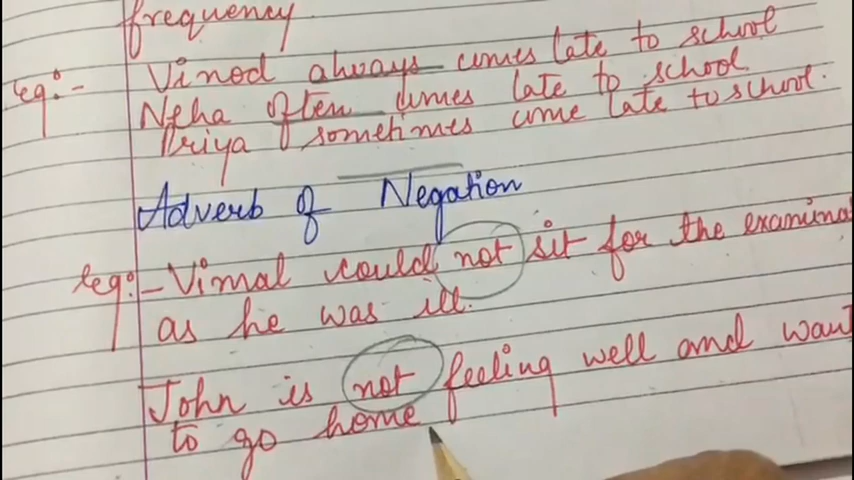 frequency
eg:- Vinod always comes late to school
Neha often comes late to school
Priya sometimes come late to school.
Adverb of Negation
eg:- Vimal could not sit for the examina
as he was ill.
John is not feeling well and want
to go home